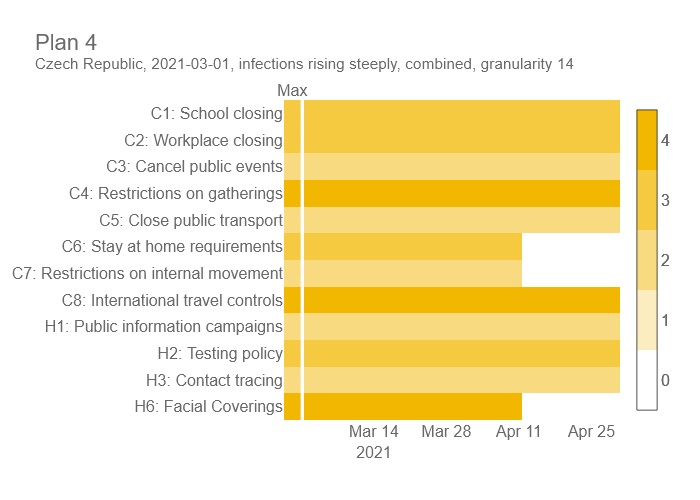 Plan 4
Czech Republic, 2021-03-01, infections rising steeply, combined, granularity 14
Max
C1: School closing
C2: Workplace closing
C3: Cancel public events
C4: Restrictions on gatherings
C5: Close public transport
C6: Stay at home requirements
C7: Restrictions on internal movement
C8: International travel controls
H1: Public information campaigns
H2: Testing policy
H3: Contact tracing
H6: Facial Coverings
Mar 14 Mar 28 Apr 11 Apr 25
2021
4
3
2
1
0